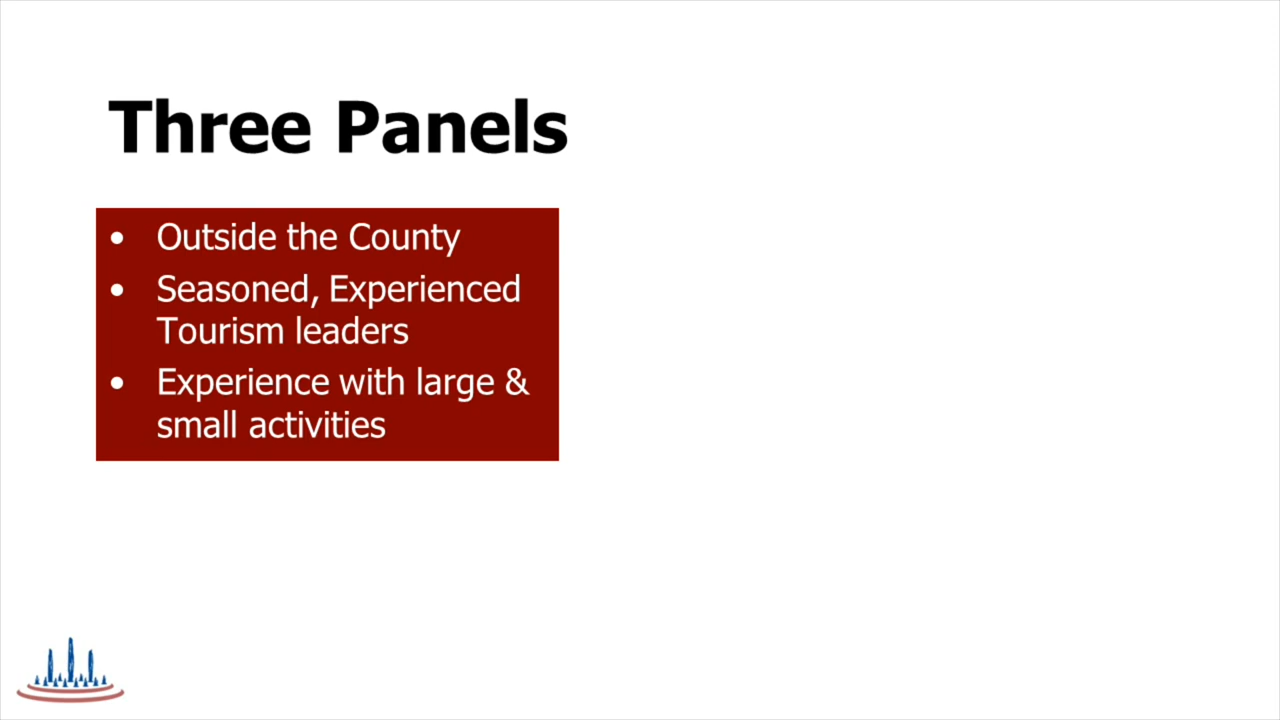 Three Panels
• Outside the County
• Seasoned, Experienced
Tourism leaders
• Experience with large &
small activities